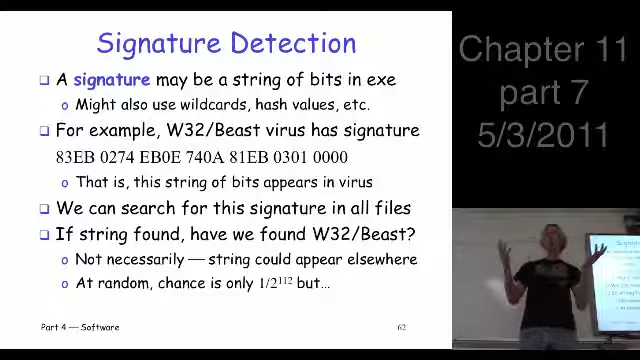 Signature Detection
A signature may be a string of bits in exe
Might also use wildcards, hash values, etc.
For example, W32/Beast virus has signature
83EB 0274 EB0E 740A 81EB 0301 0000
That is, this string of bits appears in virus
We can search for this signature in all files
If string found, have we found W32/Beast?
Not necessarily — string could appear elsewhere
At random, chance is only 1/2¹¹² but…
Part 4 — Software
62
Chapter 11
part 7
5/3/2011